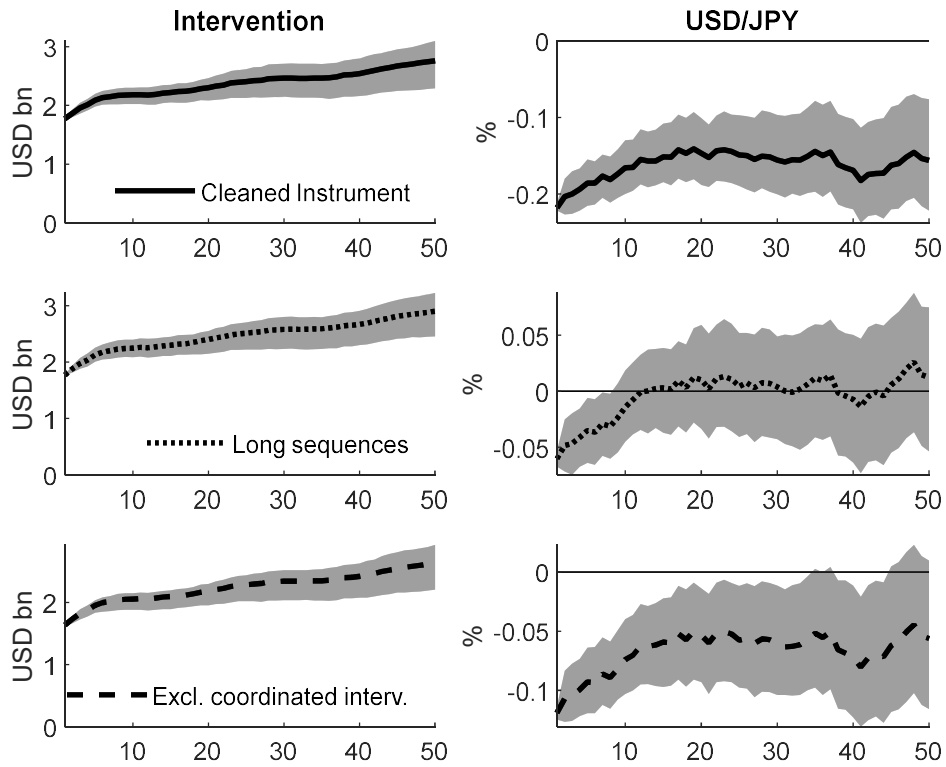 Intervention
USD/JPY
3
2
1
0
USD bn
Cleaned Instrument
10 20 30 40 50
0
-0.1
-0.2
%
10 20 30 40 50
3
2
1
0
USD bn
Long sequences
10 20 30 40 50
0.05
0
-0.05
%
10 20 30 40 50
2
1
0
USD bn
Excl. coordinated interv.
10 20 30 40 50
0
-0.05
-0.1
%
10 20 30 40 50